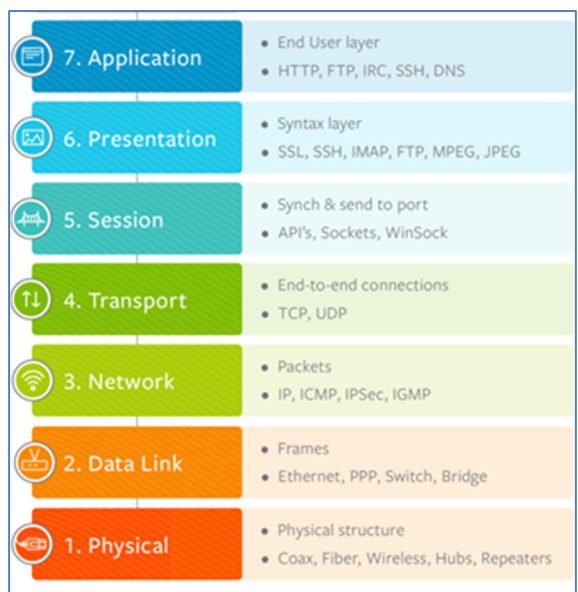 7. Application
• End User layer
• HTTP, FTP, IRC, SSH, DNS
6. Presentation
• Syntax layer
• SSL, SSH, IMAP, FTP, MPEG, JPEG
5. Session
• Synch & send to port
• API's, Sockets, WinSock
4. Transport
• End-to-end connections
• TCP, UDP
3. Network
• Packets
• IP, ICMP, IPSec, IGMP
2. Data Link
• Frames
• Ethernet, PPP, Switch, Bridge
1. Physical
• Physical structure
• Coax, Fiber, Wireless, Hubs, Repeaters